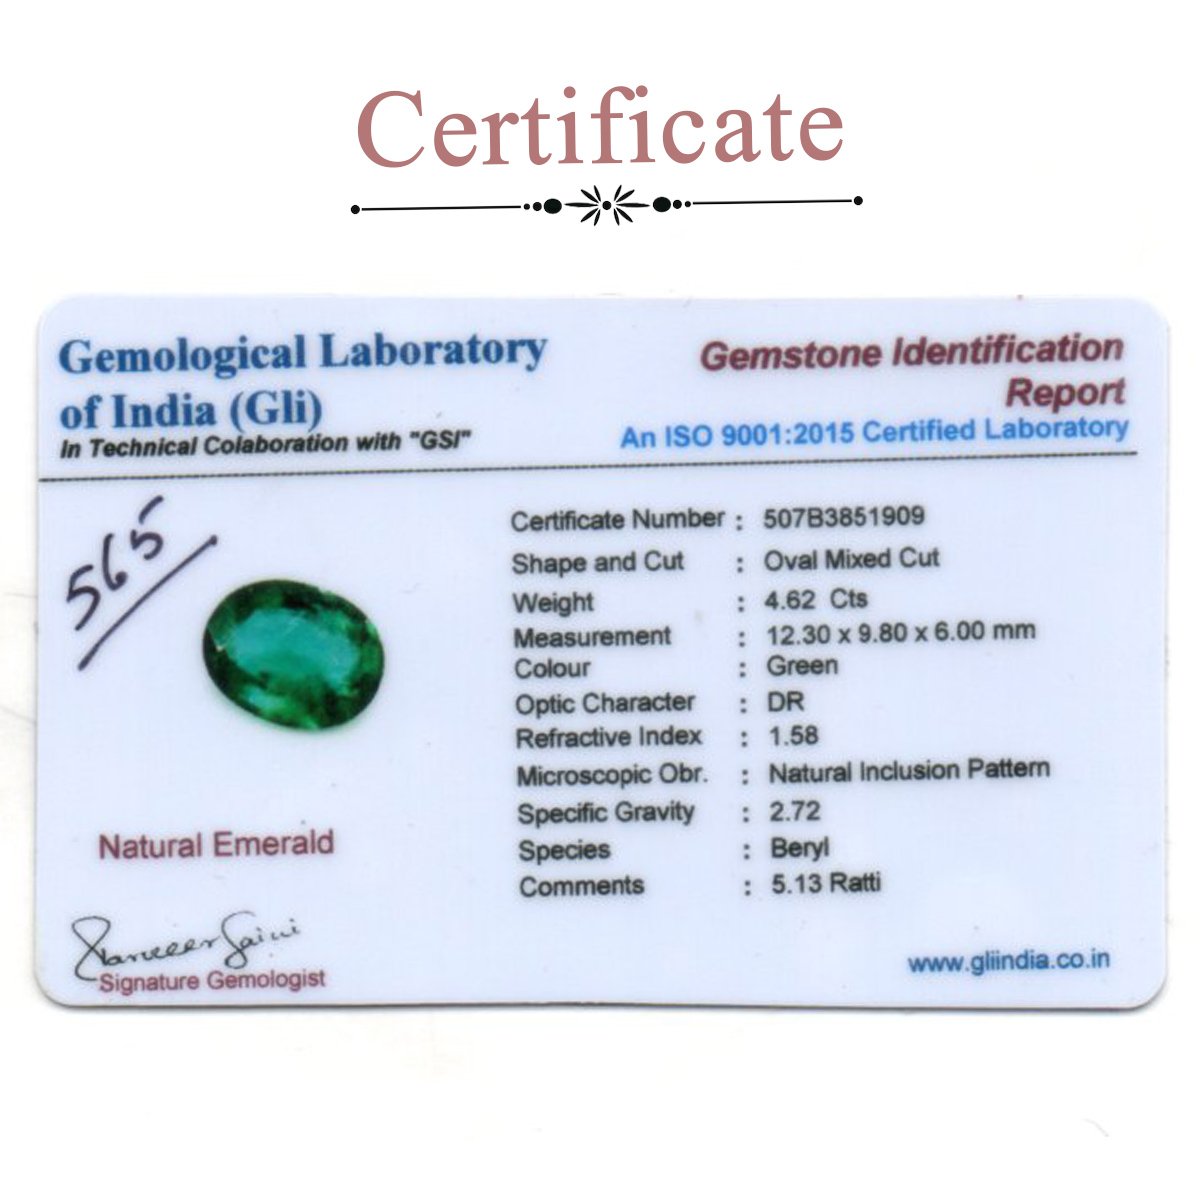 Certificate
Gemological Laboratory
of India (Gli)
In Technical Colaboration with "GSI"
Gemstone Identification
Report
An ISO 9001:2015 Certified Laboratory
565
Certificate Number : 507B3851909
Shape and Cut : Oval Mixed Cut
Weight : 4.62 Cts
Measurement : 12.30 x 9.80 x 6.00 mm
Colour : Green
Optic Character : DR
Refractive Index : 1.58
Microscopic Obr. : Natural Inclusion Pattern
Specific Gravity : 2.72
Species : Beryl
Comments : 5.13 Ratti
Natural Emerald
Saini
Signature Gemologist
www.gliindia.co.in